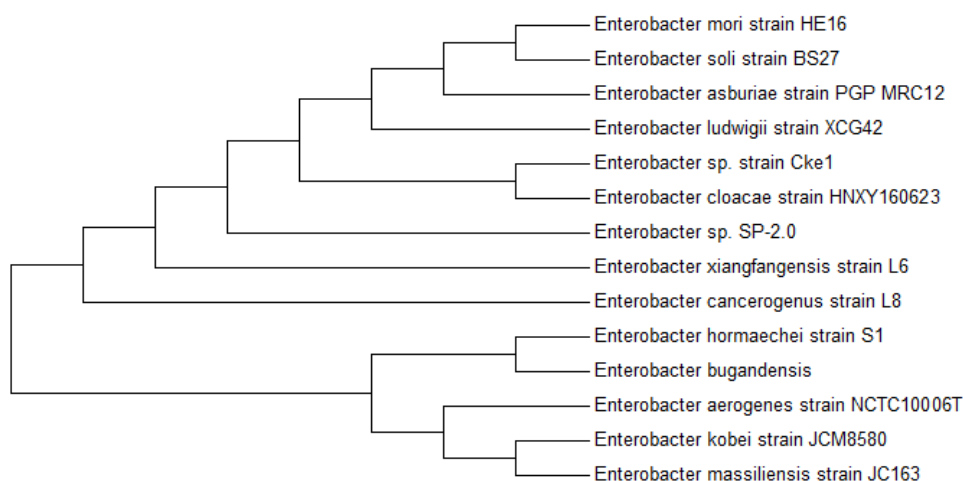 Enterobacter mori strain HE16
Enterobacter soli strain BS27
Enterobacter asburiae strain PGP MRC12
Enterobacter ludwigii strain XCG42
Enterobacter sp. strain Cke1
Enterobacter cloacae strain HNXY160623
Enterobacter sp. SP-2.0
Enterobacter xiangfangensis strain L6
Enterobacter cancerogenus strain L8
Enterobacter hormaechei strain S1
Enterobacter bugandensis
Enterobacter aerogenes strain NCTC10006T
Enterobacter kobei strain JCM8580
Enterobacter massiliensis strain JC163